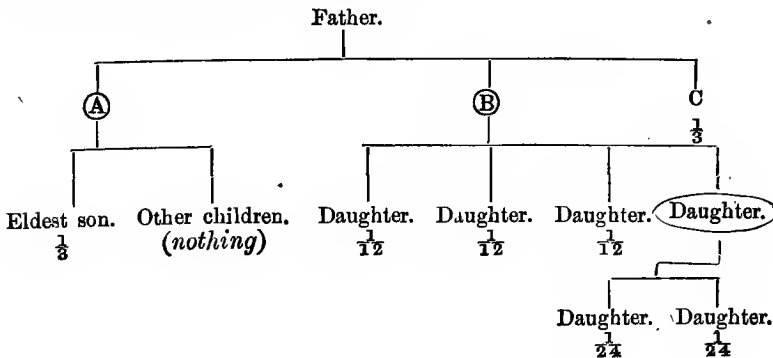 Father.
A B C
1/3
Eldest son. Other children. Daughter. Daughter. Daughter. Daughter.
1/3 (nothing) 1/12 1/12 1/12
Daughter. Daughter.
1/24 1/24